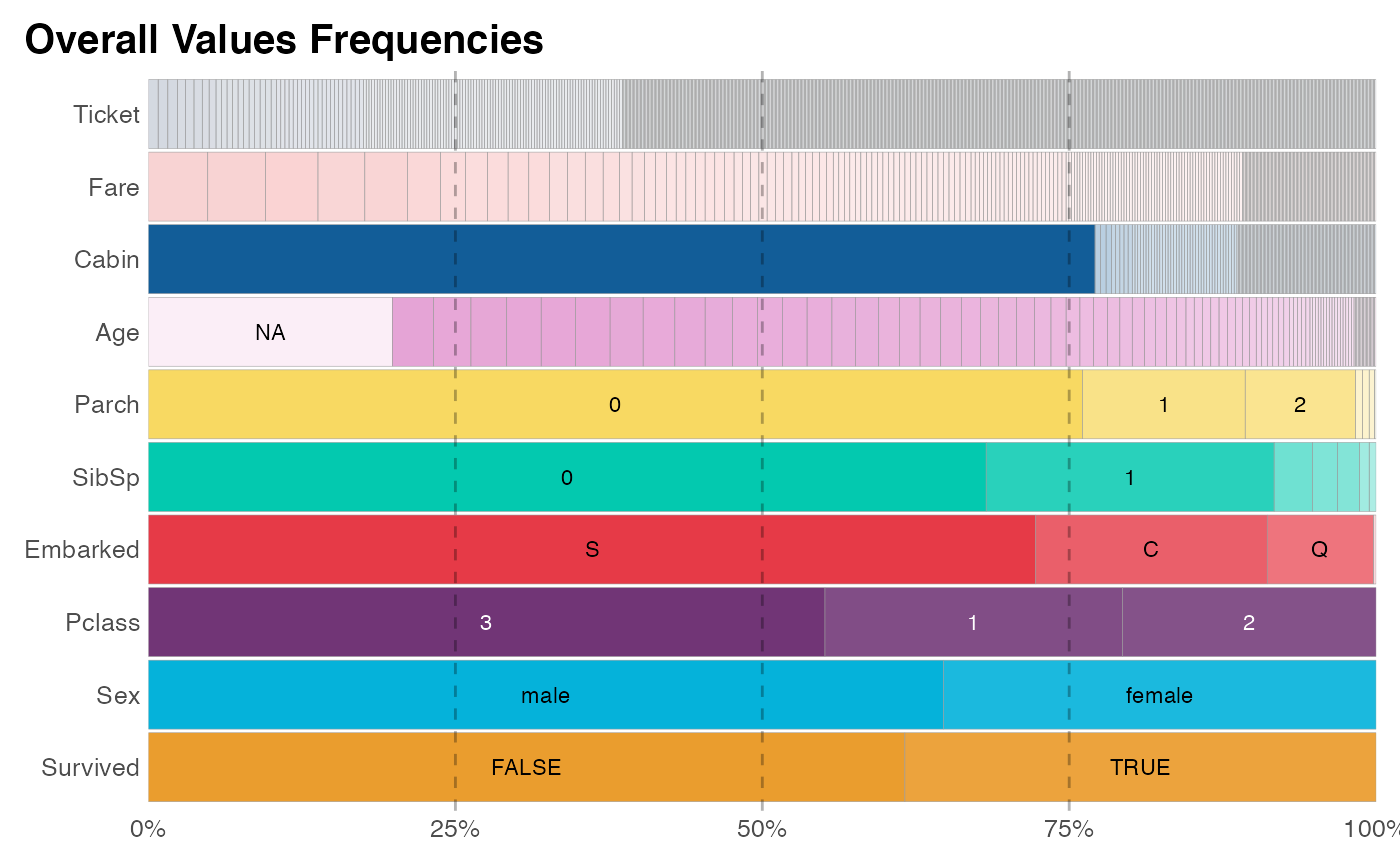 Overall Values Frequencies
Ticket
Fare
Cabin
Age NA
Parch 0 1 2
SibSp 0 1
Embarked S C Q
Pclass 3 1 2
Sex male female
Survived FALSE TRUE
0% 25% 50% 75% 100%